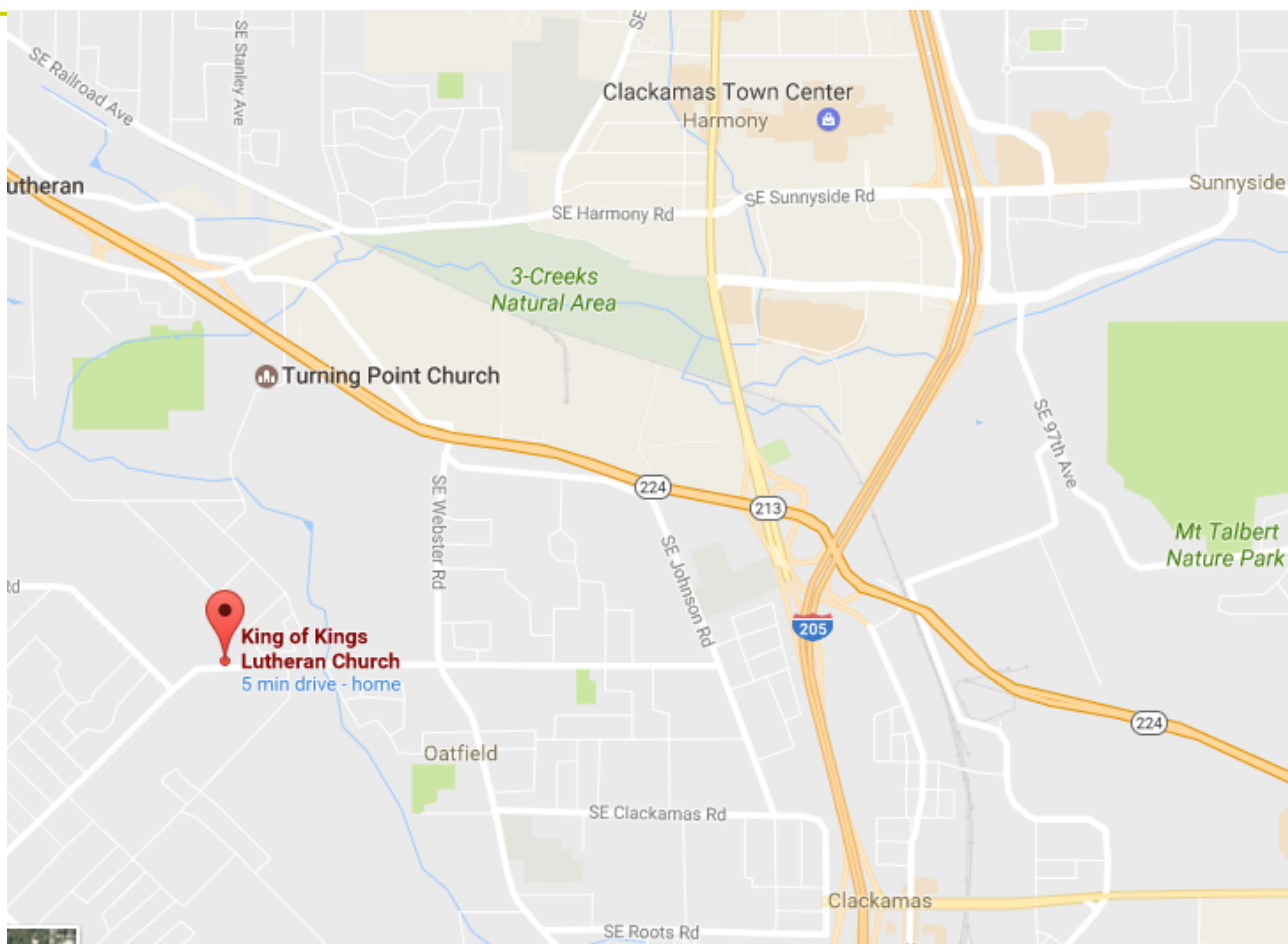 SE Stanley Ave
SE Railroad Ave
Clackamas Town Center
Harmony
utheran
SE Harmony Rd
SE Sunnyside Rd
Sunnyside
3-Creeks
Natural Area
Turning Point Church
SE 97th Ave
224
213
SE Webster Rd
SE Johnson Rd
Mt Talbert
Nature Park
Rd
205
King of Kings
Lutheran Church
5 min drive - home
224
Oatfield
SE Clackamas Rd
Clackamas
SE Roots Rd